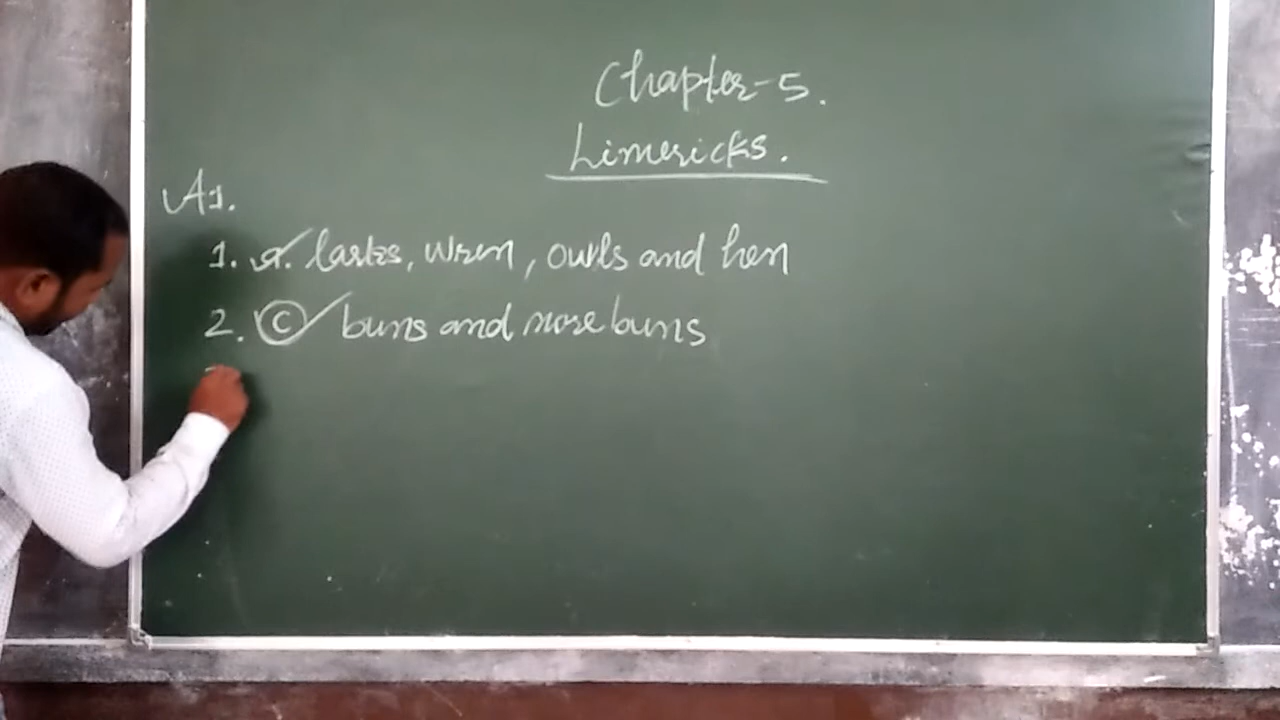 Chapter-5.
Limericks.
A1.
1. a. larks, wren, owls and hen
2. C buns and more buns